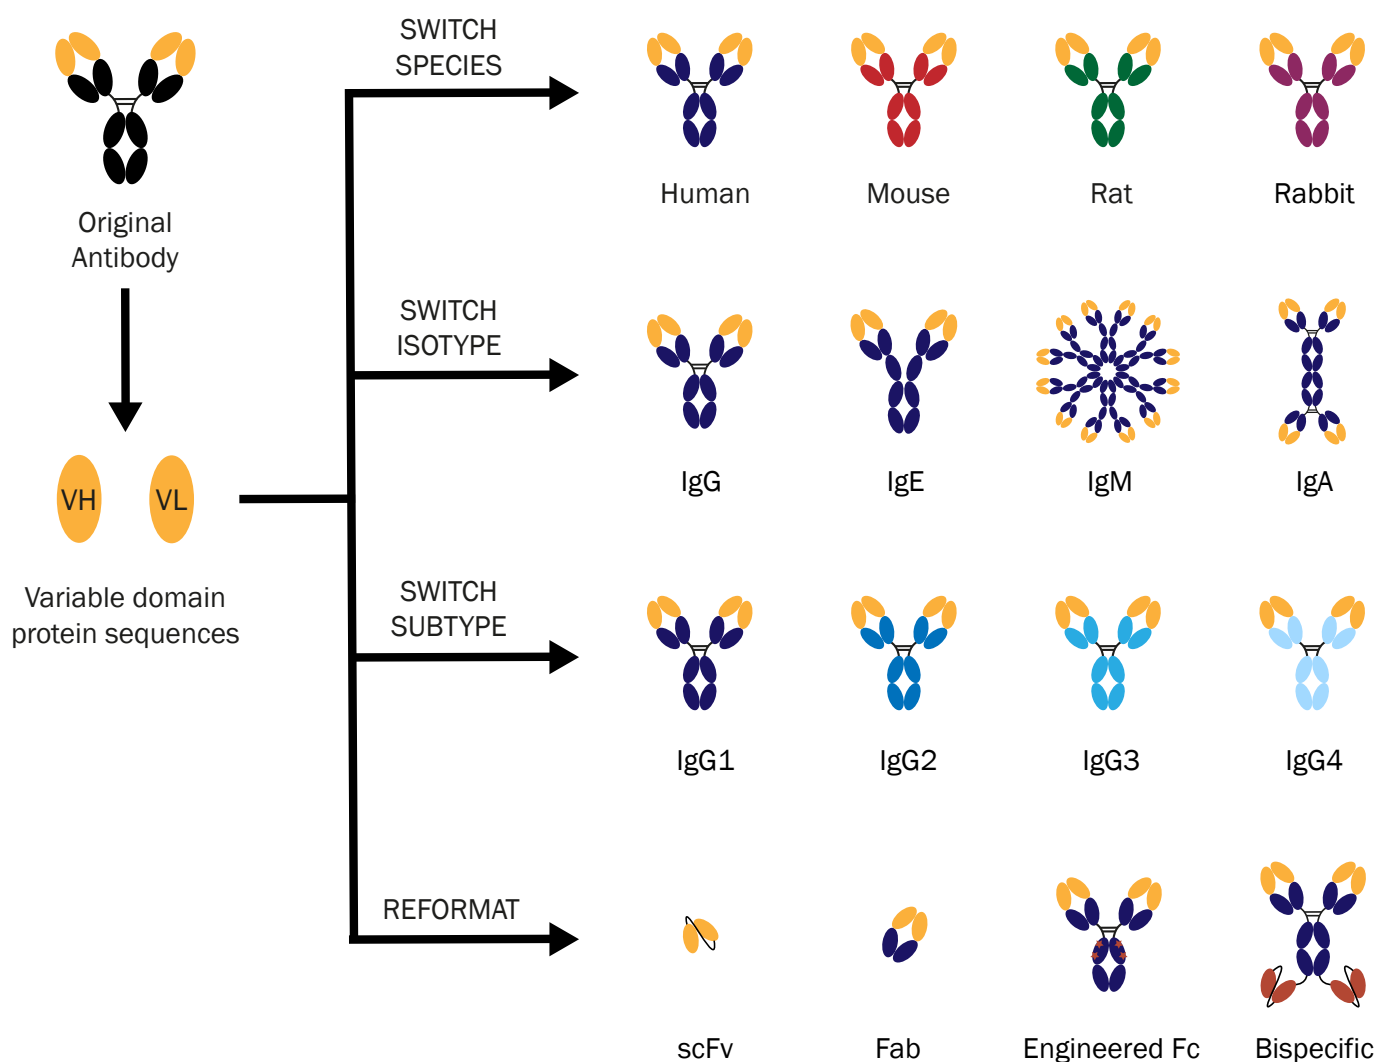 Original
Antibody
VH
VL
Variable domain
protein sequences
SWITCH
SPECIES
Human
Mouse
Rat
Rabbit
SWITCH
ISOTYPE
IgG
IgE
IgM
IgA
SWITCH
SUBTYPE
IgG1
IgG2
IgG3
IgG4
REFORMAT
scFv
Fab
Engineered Fc
Bispecific